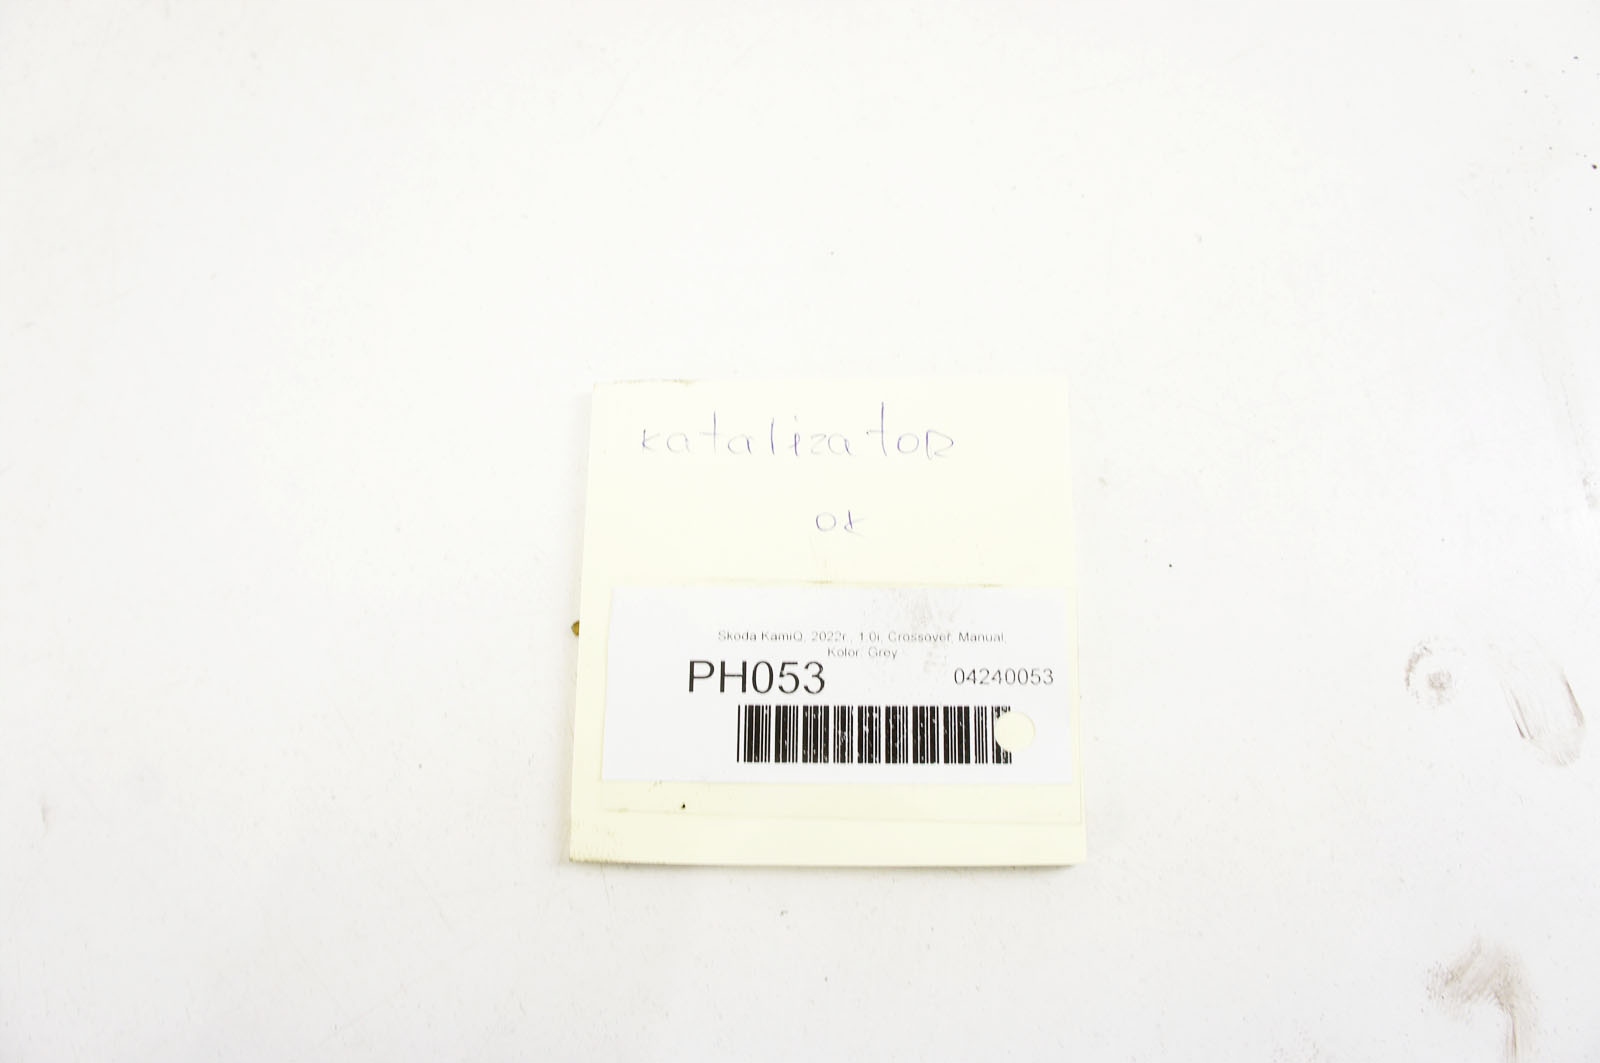 katalizator
ok
Skoda KamiQ, 2022r., 1.0i, Crossover, Manual,
Kolor: Grey
PH053
04240053